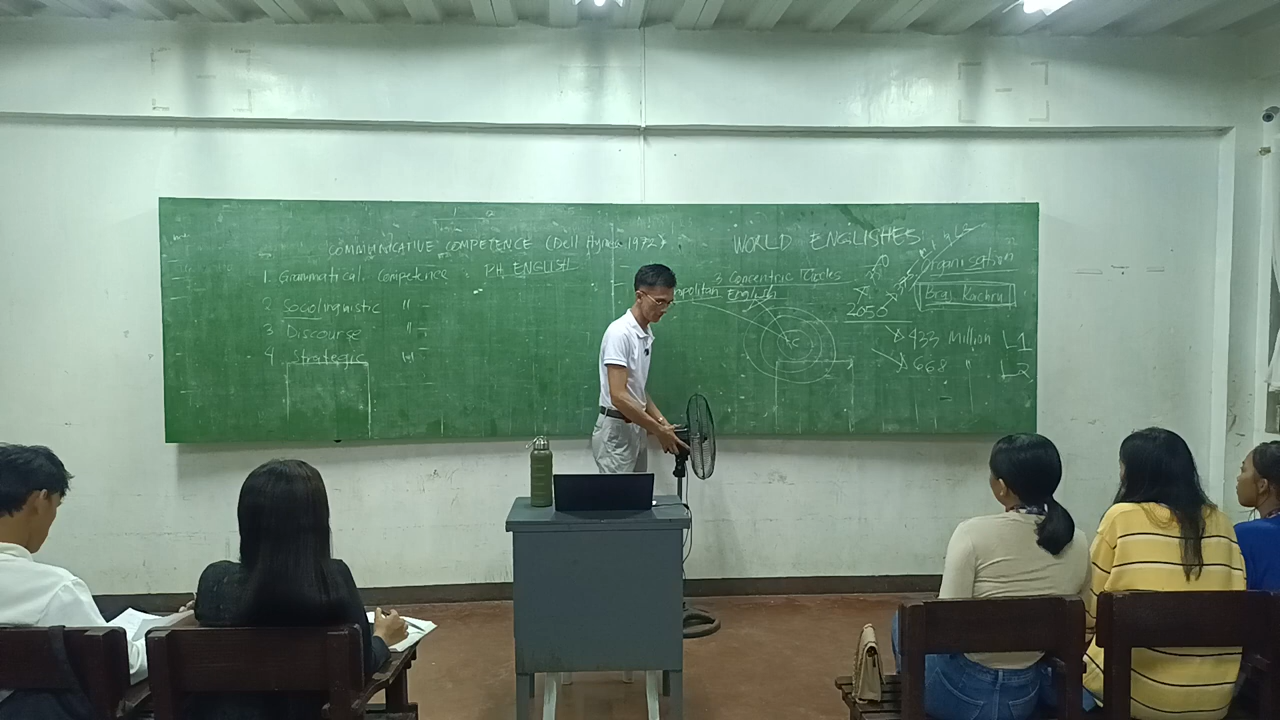 COMMUNICATIVE COMPETENCE (Dell Hymes 1972)
1. Grammatical Competence : PH ENGLISH
2 Sociolinguistic "
3 Discourse "
4. Strategic "
WORLD ENGLISHES
3 Concentric Circles
English
2050
Organisation
Braj Kachru
433 Million L1
668 " L2